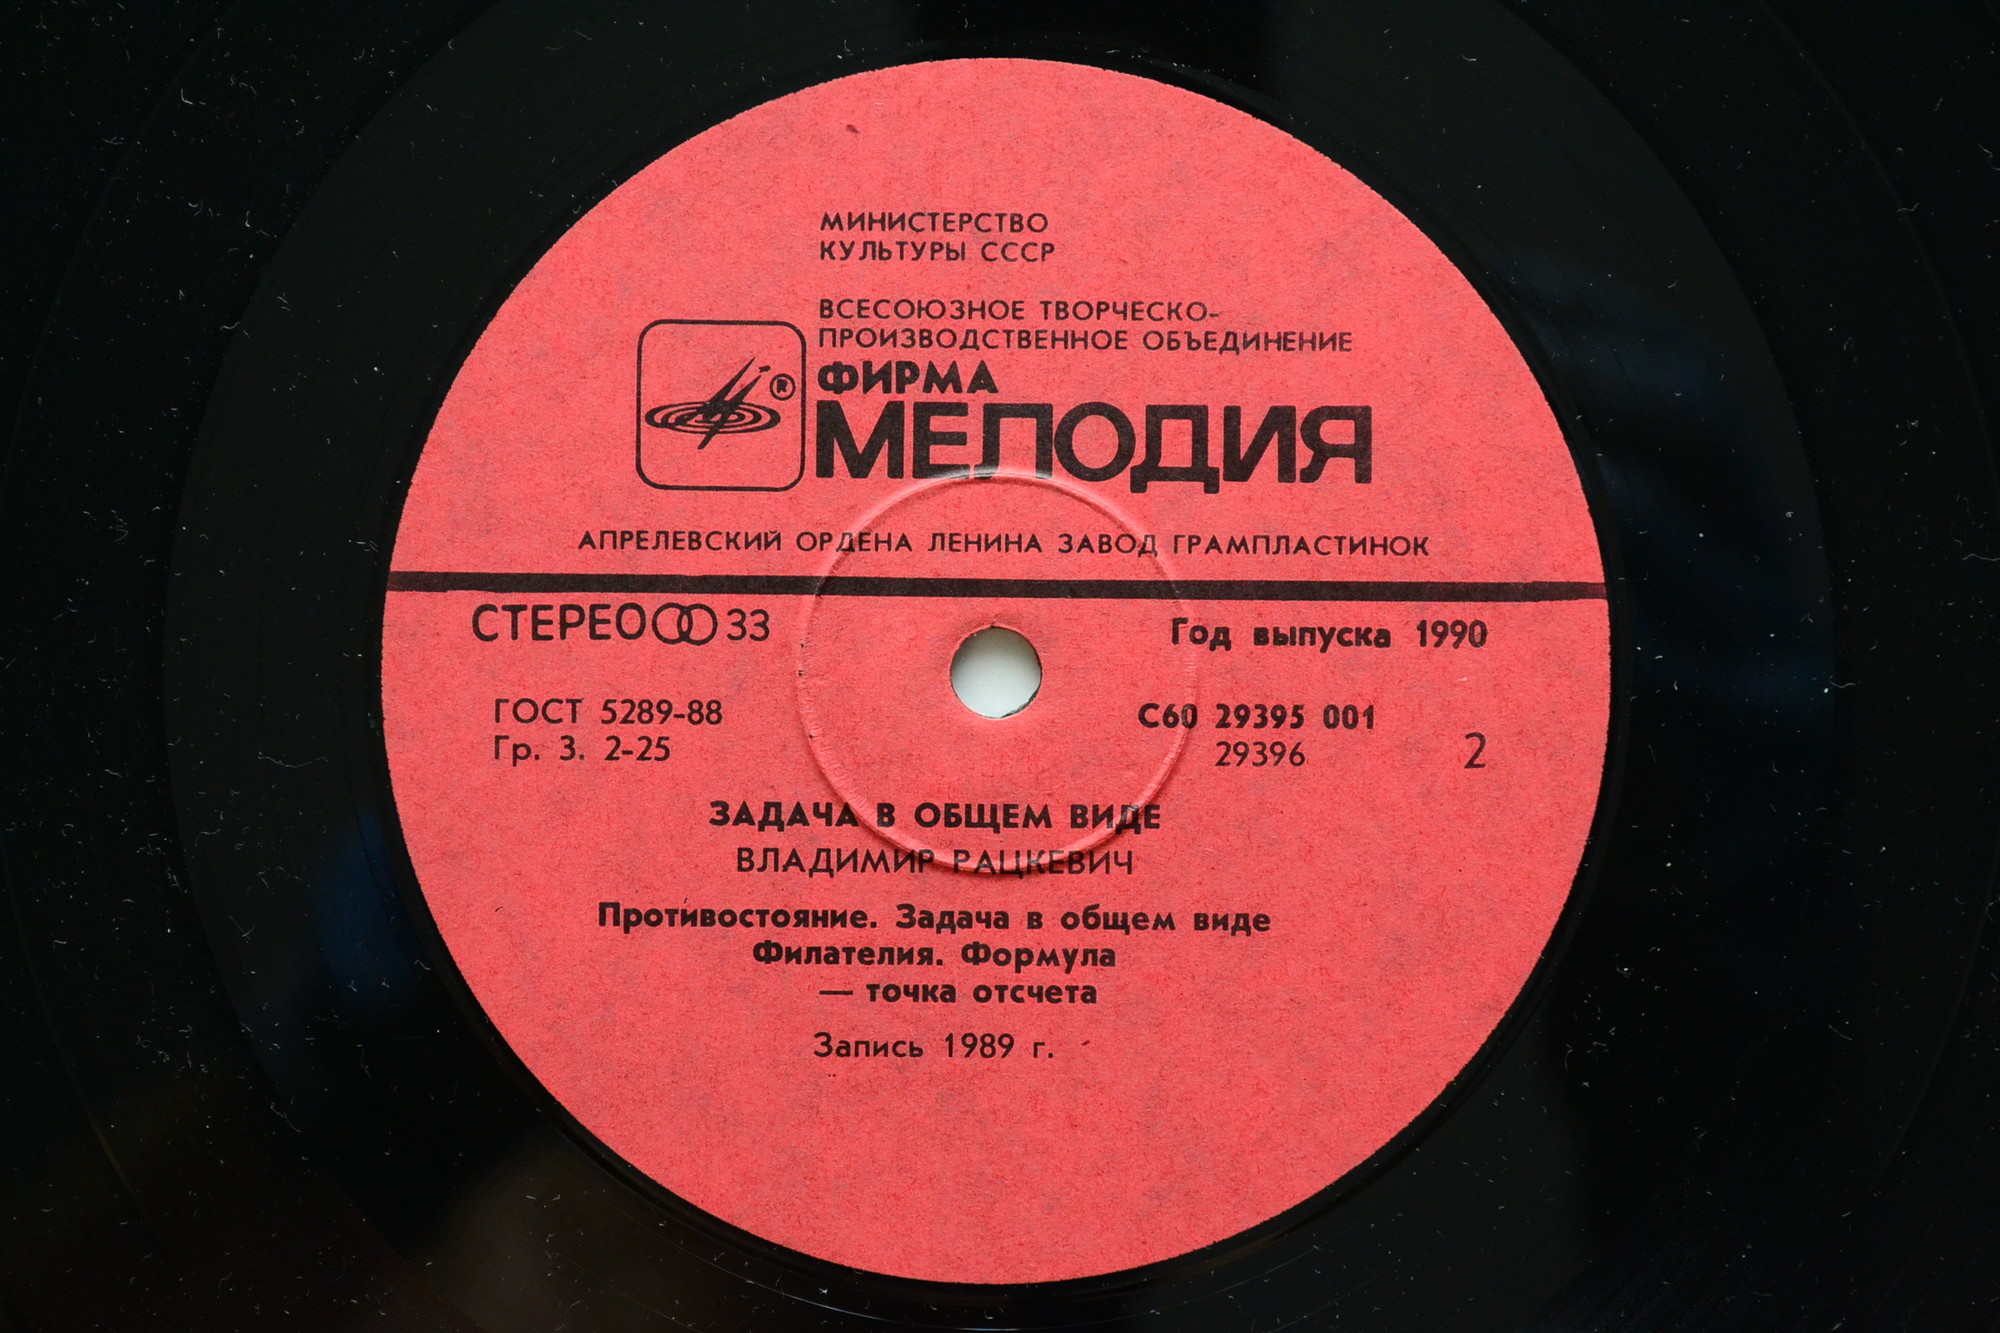 МИНИСТЕРСТВО
КУЛЬТУРЫ СССР
ВСЕСОЮЗНОЕ ТВОРЧЕСКО-
ПРОИЗВОДСТВЕННОЕ ОБЪЕДИНЕНИЕ
ФИРМА
МЕЛОДИЯ
®
АПРЕЛЕВСКИЙ ОРДЕНА ЛЕНИНА ЗАВОД ГРАМПЛАСТИНОК
СТЕРЕО 33
Год выпуска 1990
ГОСТ 5289-88
Гр. 3. 2-25
С60 29395 001
29396
2
ЗАДАЧА В ОБЩЕМ ВИДЕ
ВЛАДИМИР РАЦКЕВИЧ
Противостояние. Задача в общем виде
Филателия. Формула
— точка отсчета
Запись 1989 г.